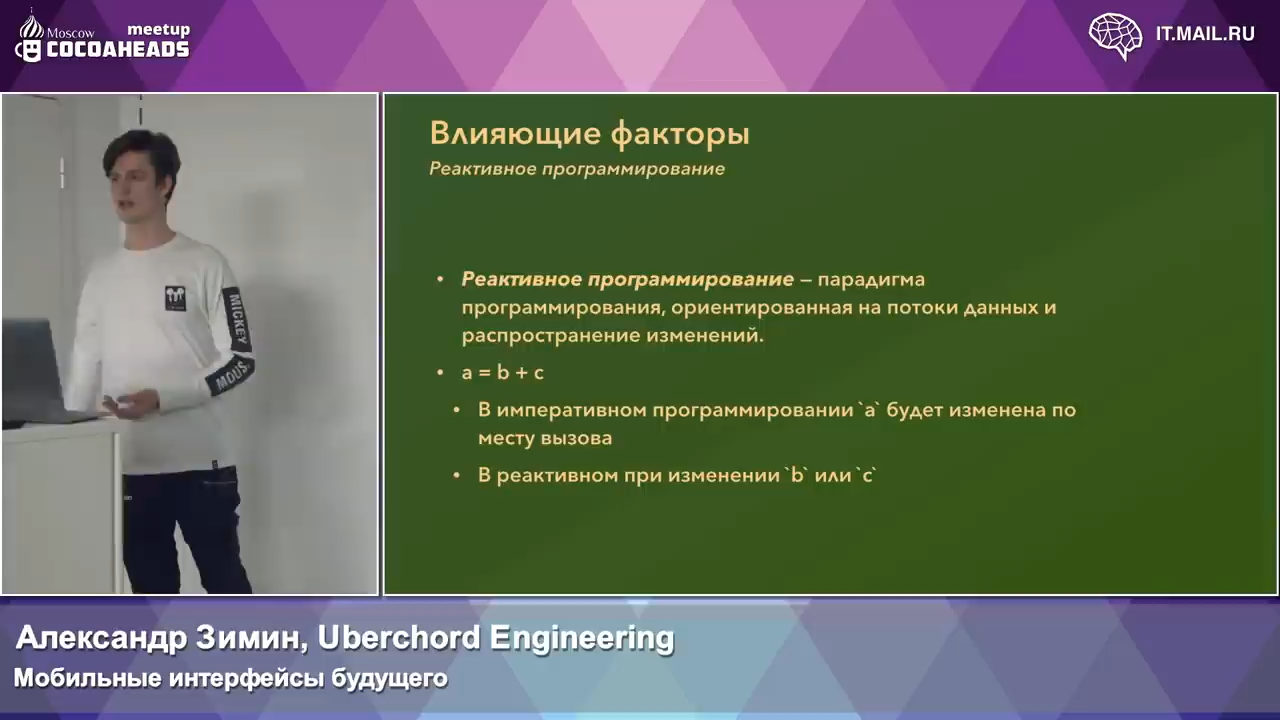 Moscow
meetup
COCOAHEADS
IT.MAIL.RU
Влияющие факторы
Реактивное программирование
• Реактивное программирование – парадигма
программирования, ориентированная на потоки данных и
распространение изменений.
• a = b + c
• В императивном программировании `a` будет изменена по
месту вызова
• В реактивном при изменении `b` или `c`
MICKEY
MOUS
Александр Зимин, Uberchord Engineering
Мобильные интерфейсы будущего